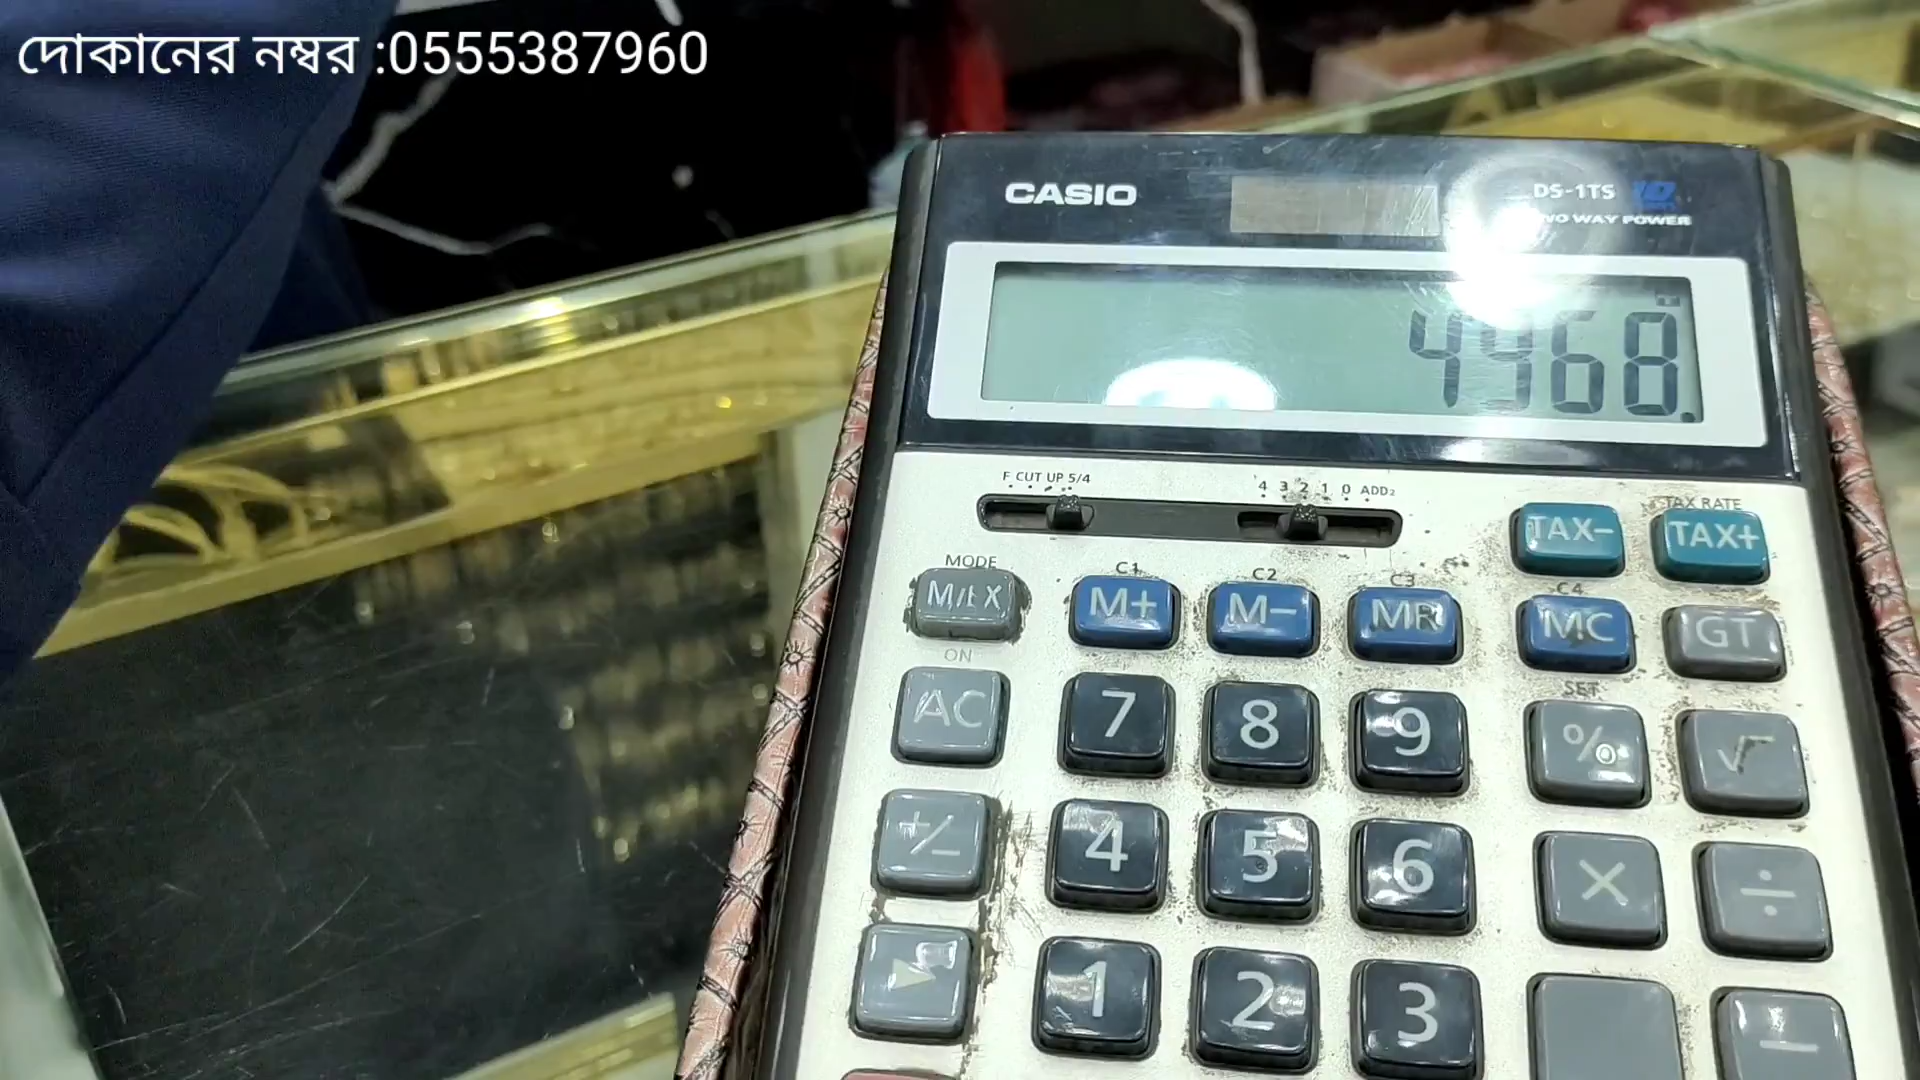 দোকানের নম্বর :0555387960
CASIO
DS-1TS
WO WAY POWER
4968.
F CUT UP 5/4
4 3 2 1 0 ADD₂
TAX RATE
TAX− TAX+
MODE C1 C2 C3 C4
M/EX M+ M− MR MC GT
ON SET
AC 7 8 9 % √
+/− 4 5 6 × ÷
▶ 1 2 3 −